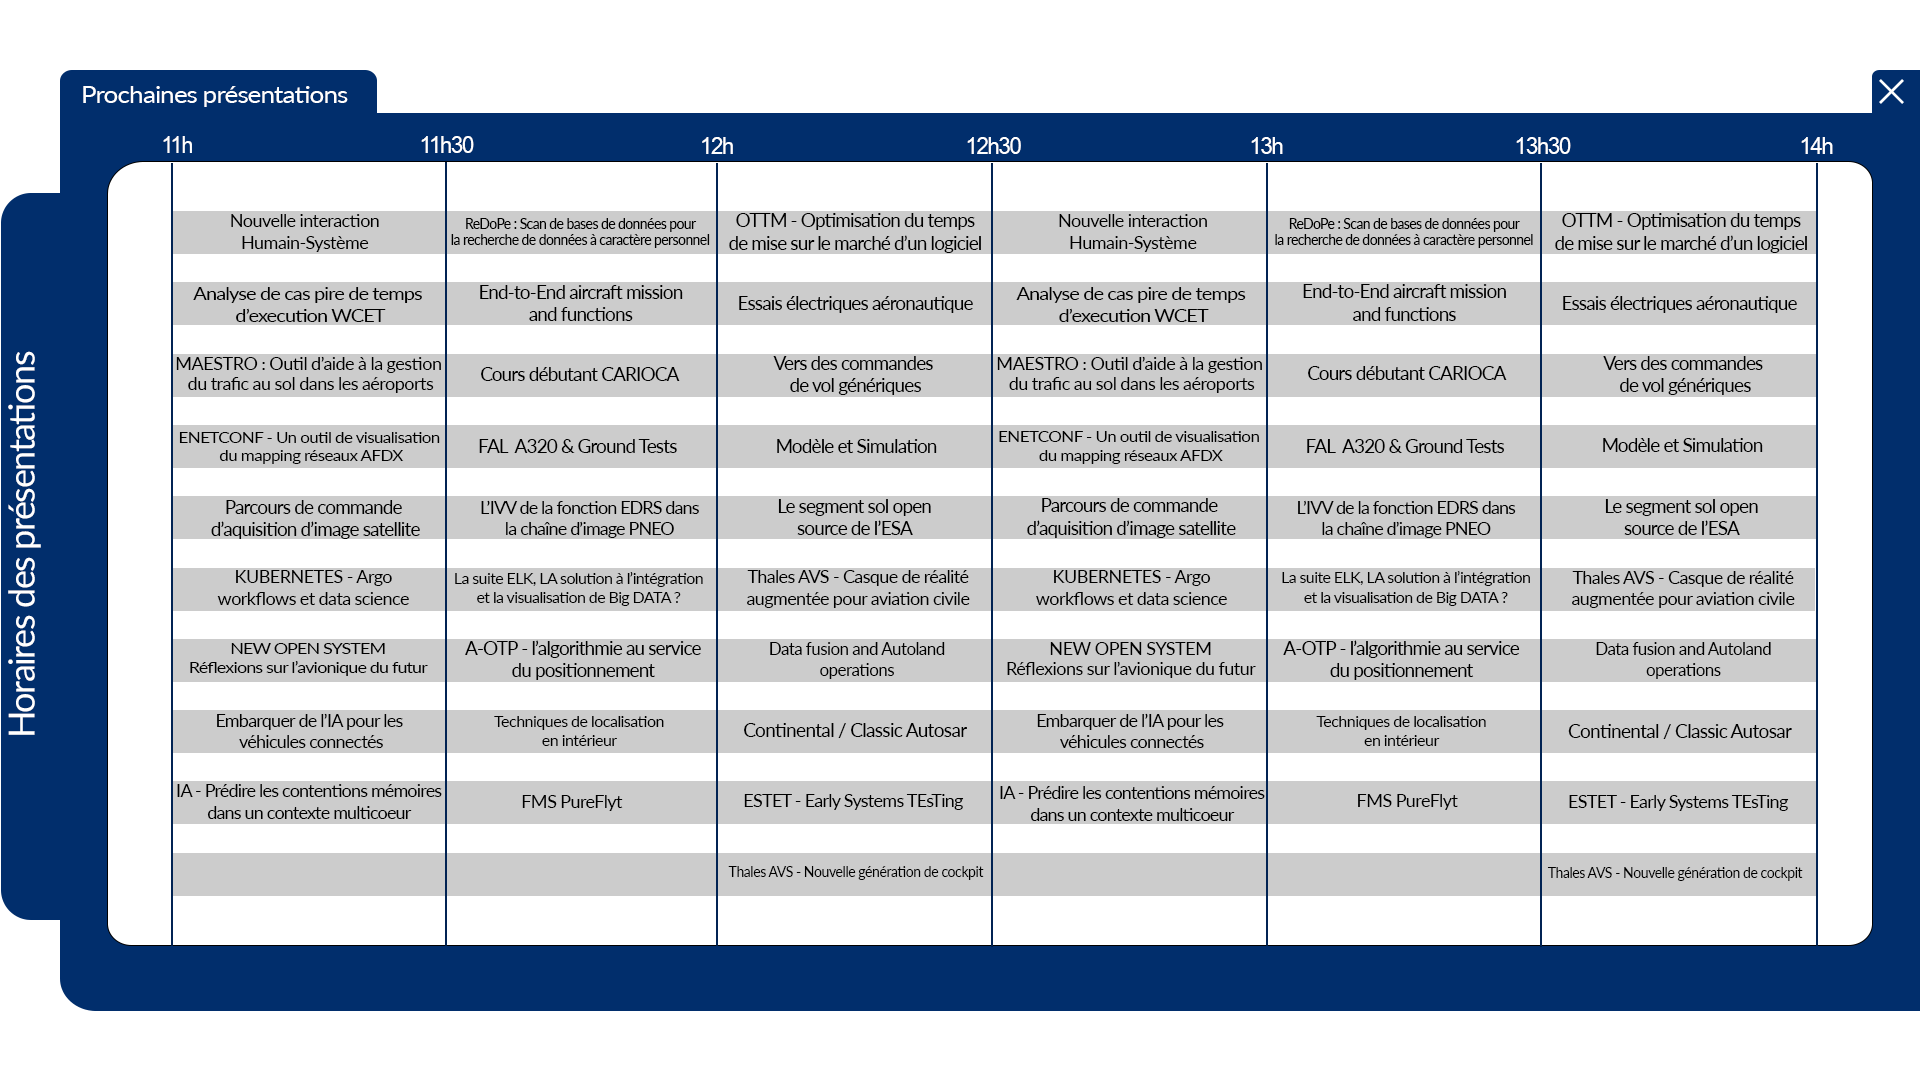 Prochaines présentations
11h
11h30
12h
12h30
13h
13h30
14h
Horaires des présentations
Nouvelle interaction
Humain-Système
ReDoPe : Scan de bases de données pour
la recherche de données à caractère personnel
OTTM - Optimisation du temps
de mise sur le marché d’un logiciel
Nouvelle interaction
Humain-Système
ReDoPe : Scan de bases de données pour
la recherche de données à caractère personnel
OTTM - Optimisation du temps
de mise sur le marché d’un logiciel
Analyse de cas pire de temps
d’execution WCET
End-to-End aircraft mission
and functions
Essais électriques aéronautique
Analyse de cas pire de temps
d’execution WCET
End-to-End aircraft mission
and functions
Essais électriques aéronautique
MAESTRO : Outil d’aide à la gestion
du trafic au sol dans les aéroports
Cours débutant CARIOCA
Vers des commandes
de vol génériques
MAESTRO : Outil d’aide à la gestion
du trafic au sol dans les aéroports
Cours débutant CARIOCA
Vers des commandes
de vol génériques
ENETCONF - Un outil de visualisation
du mapping réseaux AFDX
FAL A320 & Ground Tests
Modèle et Simulation
ENETCONF - Un outil de visualisation
du mapping réseaux AFDX
FAL A320 & Ground Tests
Modèle et Simulation
Parcours de commande
d’aquisition d’image satellite
L’IVV de la fonction EDRS dans
la chaîne d’image PNEO
Le segment sol open
source de l’ESA
Parcours de commande
d’aquisition d’image satellite
L’IVV de la fonction EDRS dans
la chaîne d’image PNEO
Le segment sol open
source de l’ESA
KUBERNETES - Argo
workflows et data science
La suite ELK, LA solution à l’intégration
et la visualisation de Big DATA ?
Thales AVS - Casque de réalité
augmentée pour aviation civile
KUBERNETES - Argo
workflows et data science
La suite ELK, LA solution à l’intégration
et la visualisation de Big DATA ?
Thales AVS - Casque de réalité
augmentée pour aviation civile
NEW OPEN SYSTEM
Réflexions sur l’avionique du futur
A-OTP - l’algorithmie au service
du positionnement
Data fusion and Autoland
operations
NEW OPEN SYSTEM
Réflexions sur l’avionique du futur
A-OTP - l’algorithmie au service
du positionnement
Data fusion and Autoland
operations
Embarquer de l’IA pour les
véhicules connectés
Techniques de localisation
en intérieur
Continental / Classic Autosar
Embarquer de l’IA pour les
véhicules connectés
Techniques de localisation
en intérieur
Continental / Classic Autosar
IA - Prédire les contentions mémoires
dans un contexte multicoeur
FMS PureFlyt
ESTET - Early Systems TEsTing
IA - Prédire les contentions mémoires
dans un contexte multicoeur
FMS PureFlyt
ESTET - Early Systems TEsTing
Thales AVS - Nouvelle génération de cockpit
Thales AVS - Nouvelle génération de cockpit